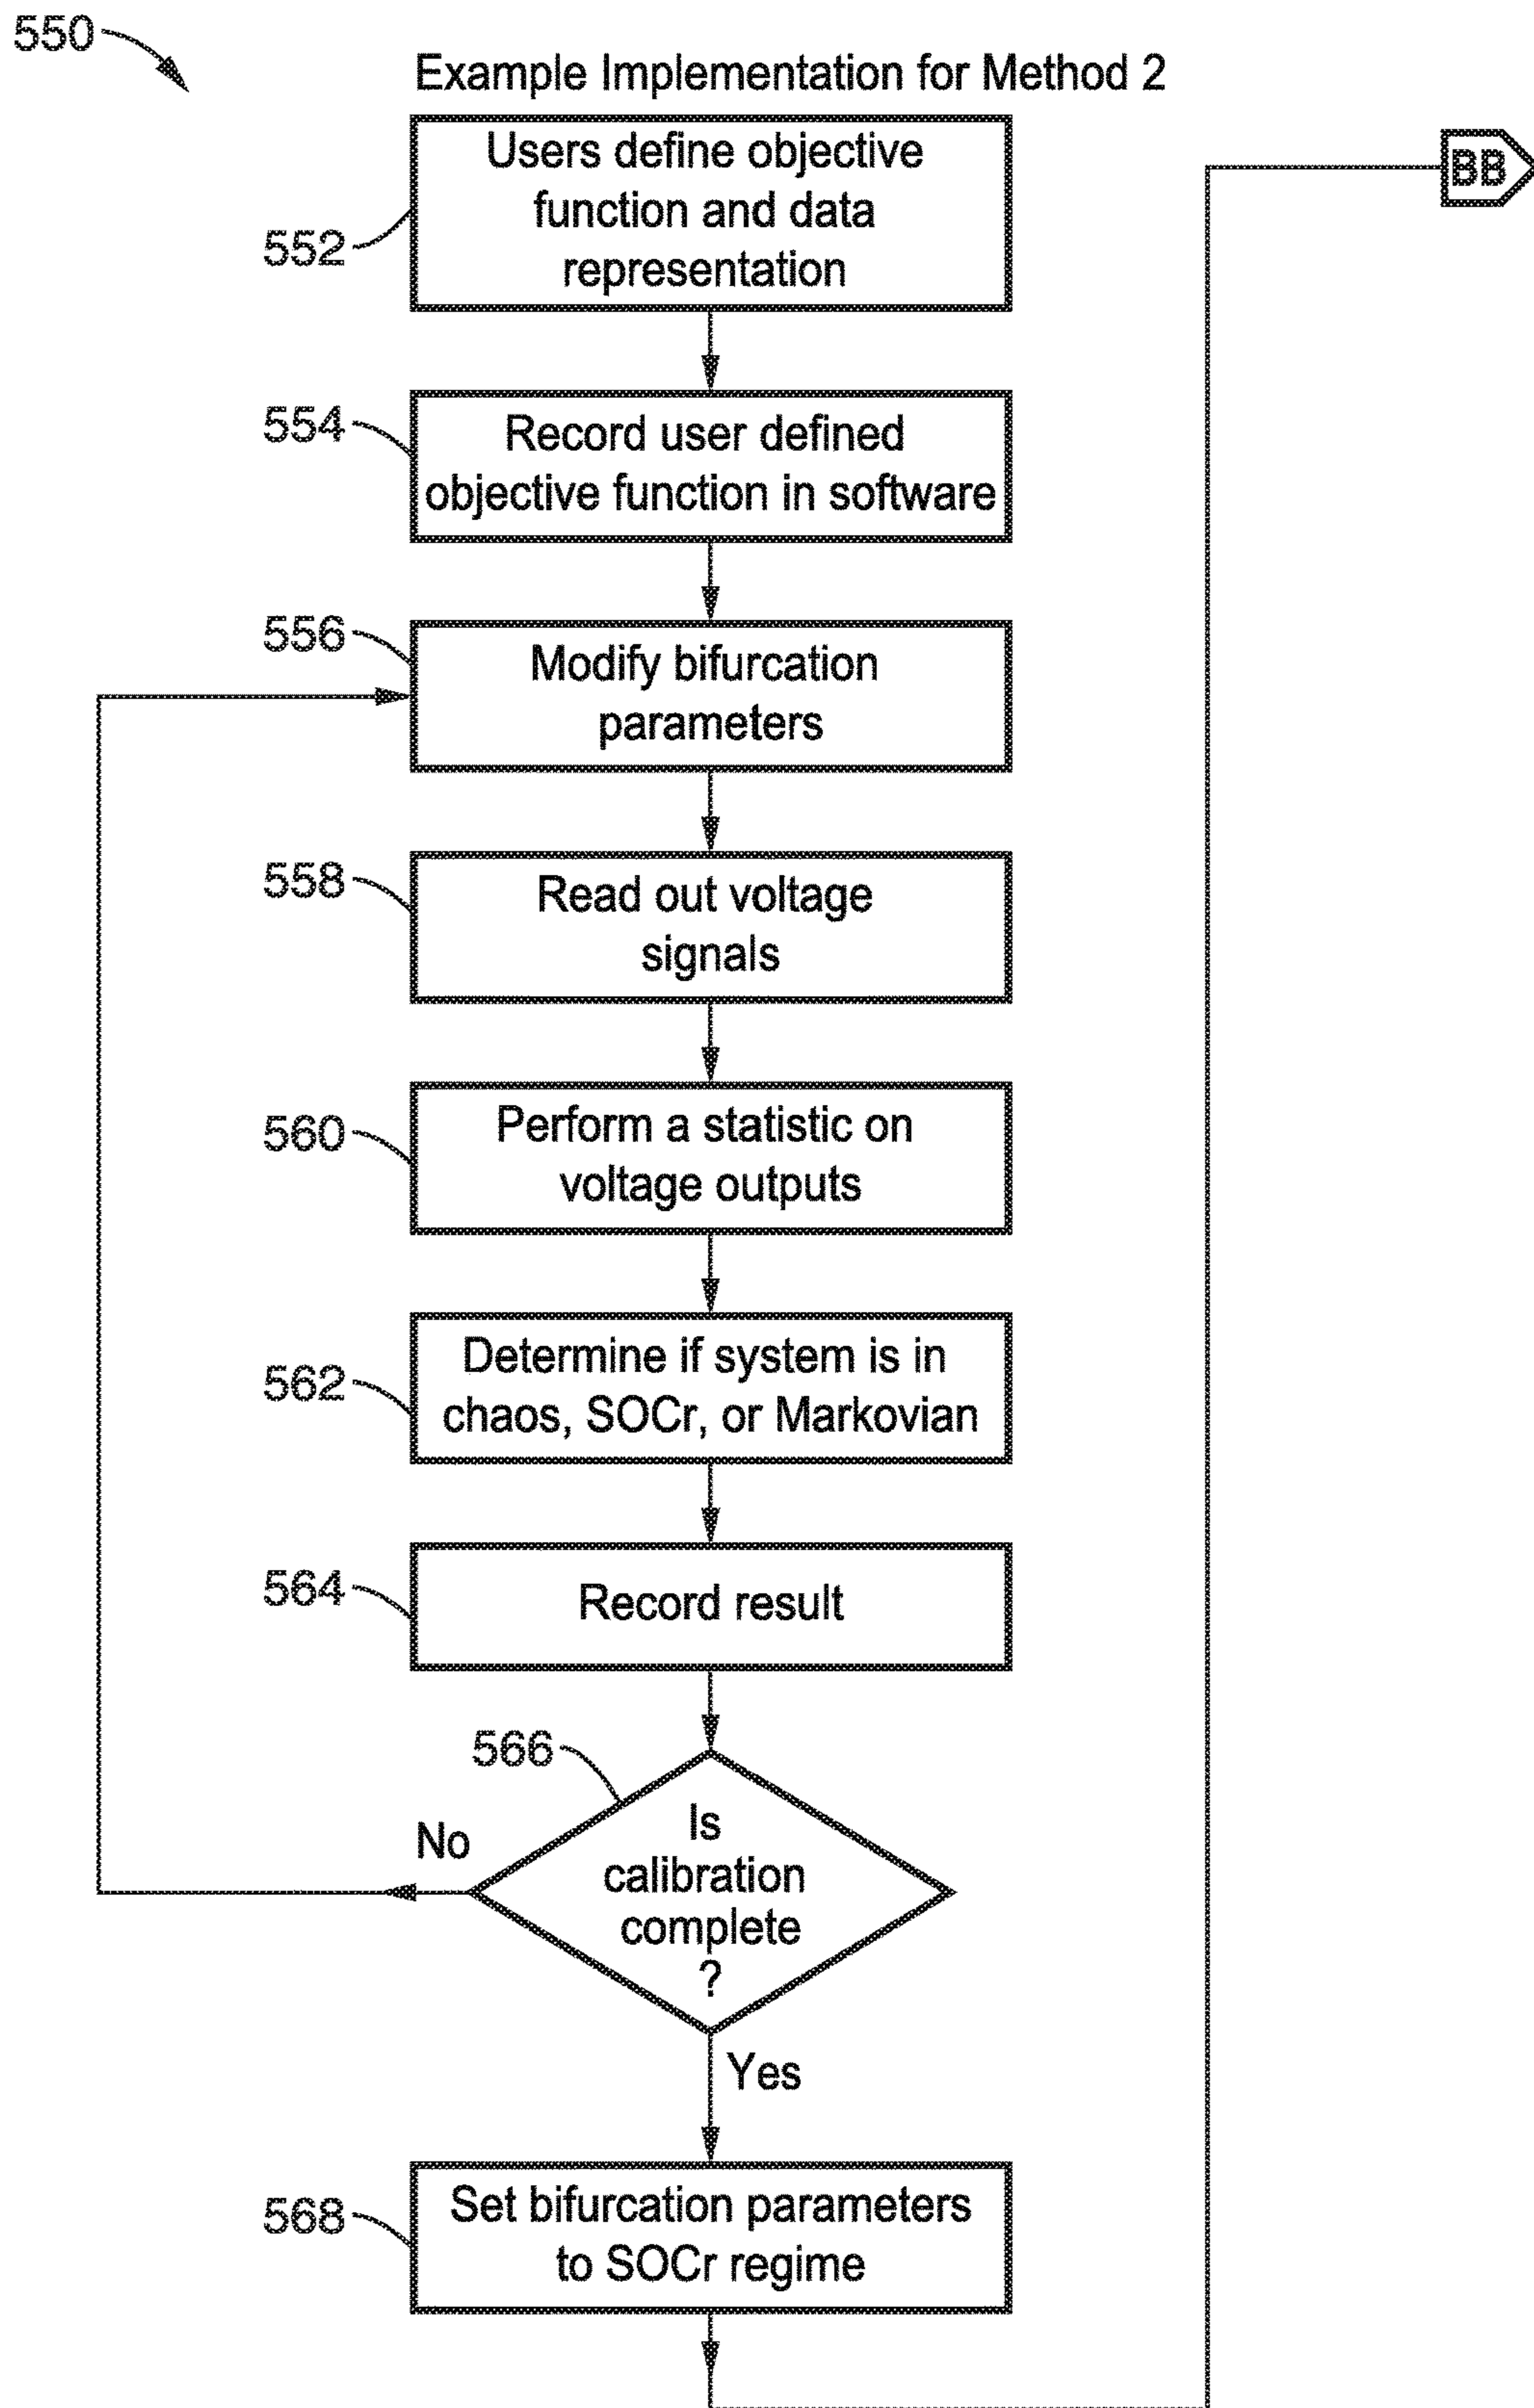 550
Example Implementation for Method 2
BB
552
Users define objective
function and data
representation
554
Record user defined
objective function in software
556
Modify bifurcation
parameters
558
Read out voltage
signals
560
Perform a statistic on
voltage outputs
562
Determine if system is in
chaos, SOCr, or Markovian
564
Record result
566
Is
calibration
complete
?
No
Yes
568
Set bifurcation parameters
to SOCr regime